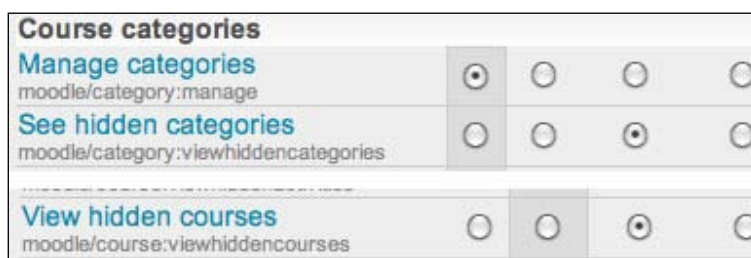 Course categories
Manage categories
moodle/category:manage
See hidden categories
moodle/category:viewhiddencategories
View hidden courses
moodle/course:viewhiddencourses